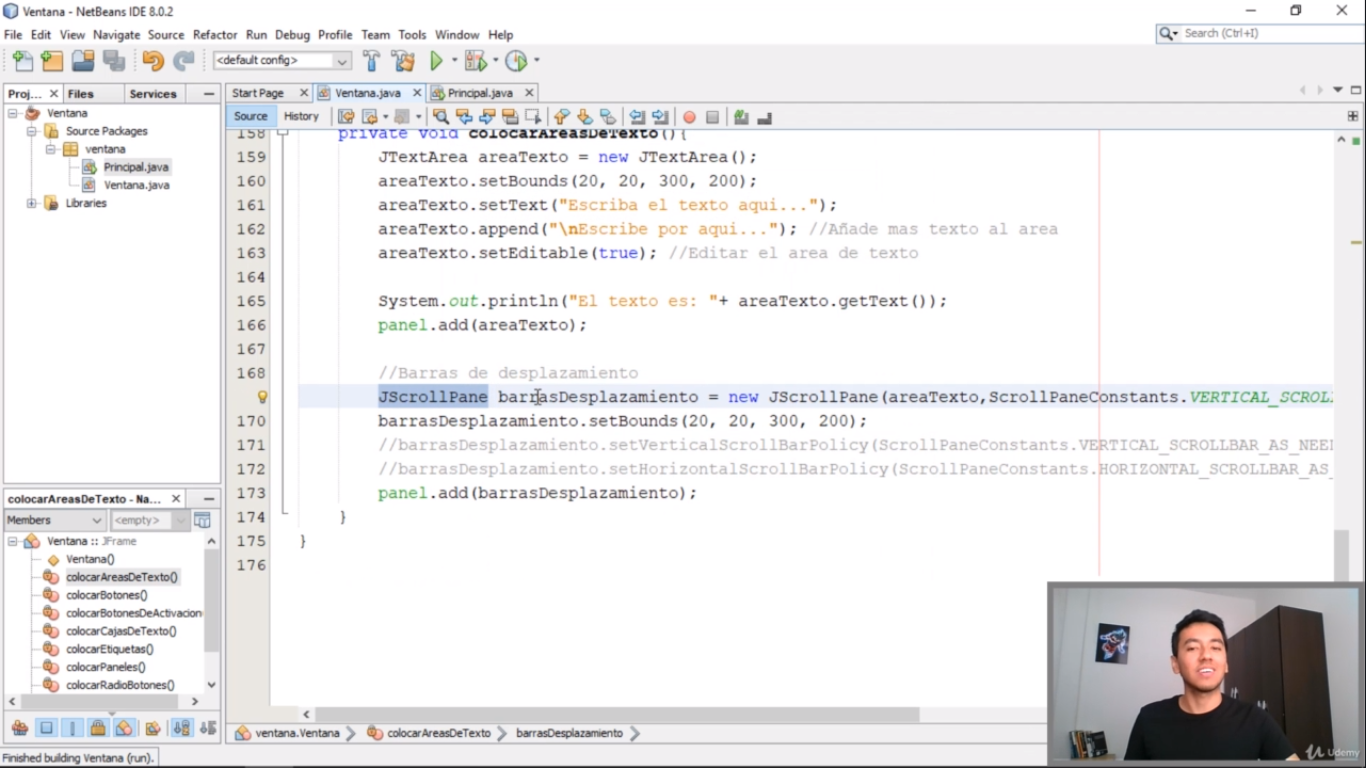 Ventana - NetBeans IDE 8.0.2
File Edit View Navigate Source Refactor Run Debug Profile Team Tools Window Help
Search (Ctrl+I)
<default config>
Proj... Files Services
Ventana
Source Packages
ventana
Principal.java
Ventana.java
Libraries
Start Page Ventana.java Principal.java
Source History
158 private void colocarAreasDeTexto(){
159 JTextArea areaTexto = new JTextArea();
160 areaTexto.setBounds(20, 20, 300, 200);
161 areaTexto.setText("Escriba el texto aqui...");
162 areaTexto.append("\nEscribe por aqui..."); //Añade mas texto al area
163 areaTexto.setEditable(true); //Editar el area de texto
164
165 System.out.println("El texto es: "+ areaTexto.getText());
166 panel.add(areaTexto);
167
168 //Barras de desplazamiento
JScrollPane barrasDesplazamiento = new JScrollPane(areaTexto,ScrollPaneConstants.VERTICAL_SCROL
170 barrasDesplazamiento.setBounds(20, 20, 300, 200);
171 //barrasDesplazamiento.setVerticalScrollBarPolicy(ScrollPaneConstants.VERTICAL_SCROLLBAR_AS_NEE
172 //barrasDesplazamiento.setHorizontalScrollBarPolicy(ScrollPaneConstants.HORIZONTAL_SCROLLBAR_AS_
173 panel.add(barrasDesplazamiento);
174 }
175 }
176
colocarAreasDeTexto - Na...
Members <empty>
Ventana :: JFrame
Ventana()
colocarAreasDeTexto()
colocarBotones()
colocarBotonesDeActivacion
colocarCajasDeTexto()
colocarEtiquetas()
colocarPaneles()
colocarRadioBotones()
ventana.Ventana colocarAreasDeTexto barrasDesplazamiento
Finished building Ventana (run).
Udemy